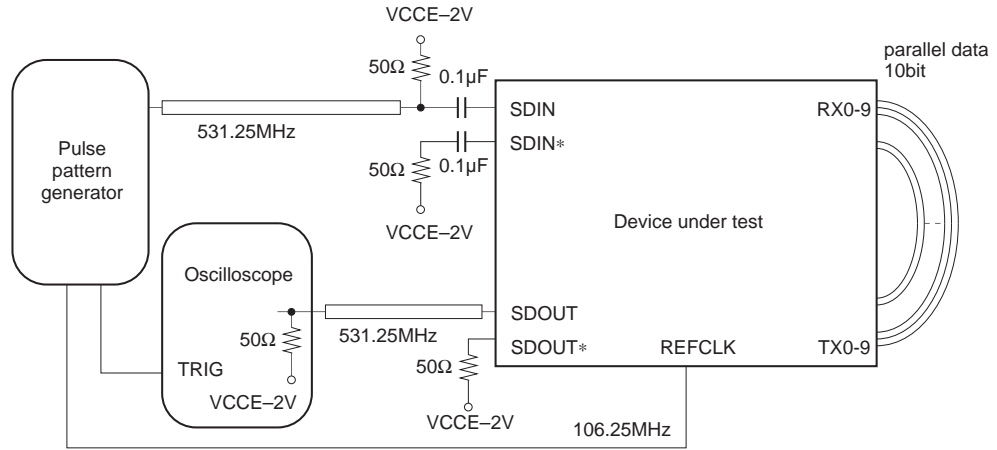 VCCE–2V
50Ω
0.1µF
531.25MHz
SDIN
SDIN*
50Ω
0.1µF
VCCE–2V
Pulse
pattern
generator
parallel data
10bit
RX0-9
Device under test
Oscilloscope
50Ω
TRIG
VCCE–2V
531.25MHz
SDOUT
SDOUT*
50Ω
VCCE–2V
REFCLK
TX0-9
106.25MHz